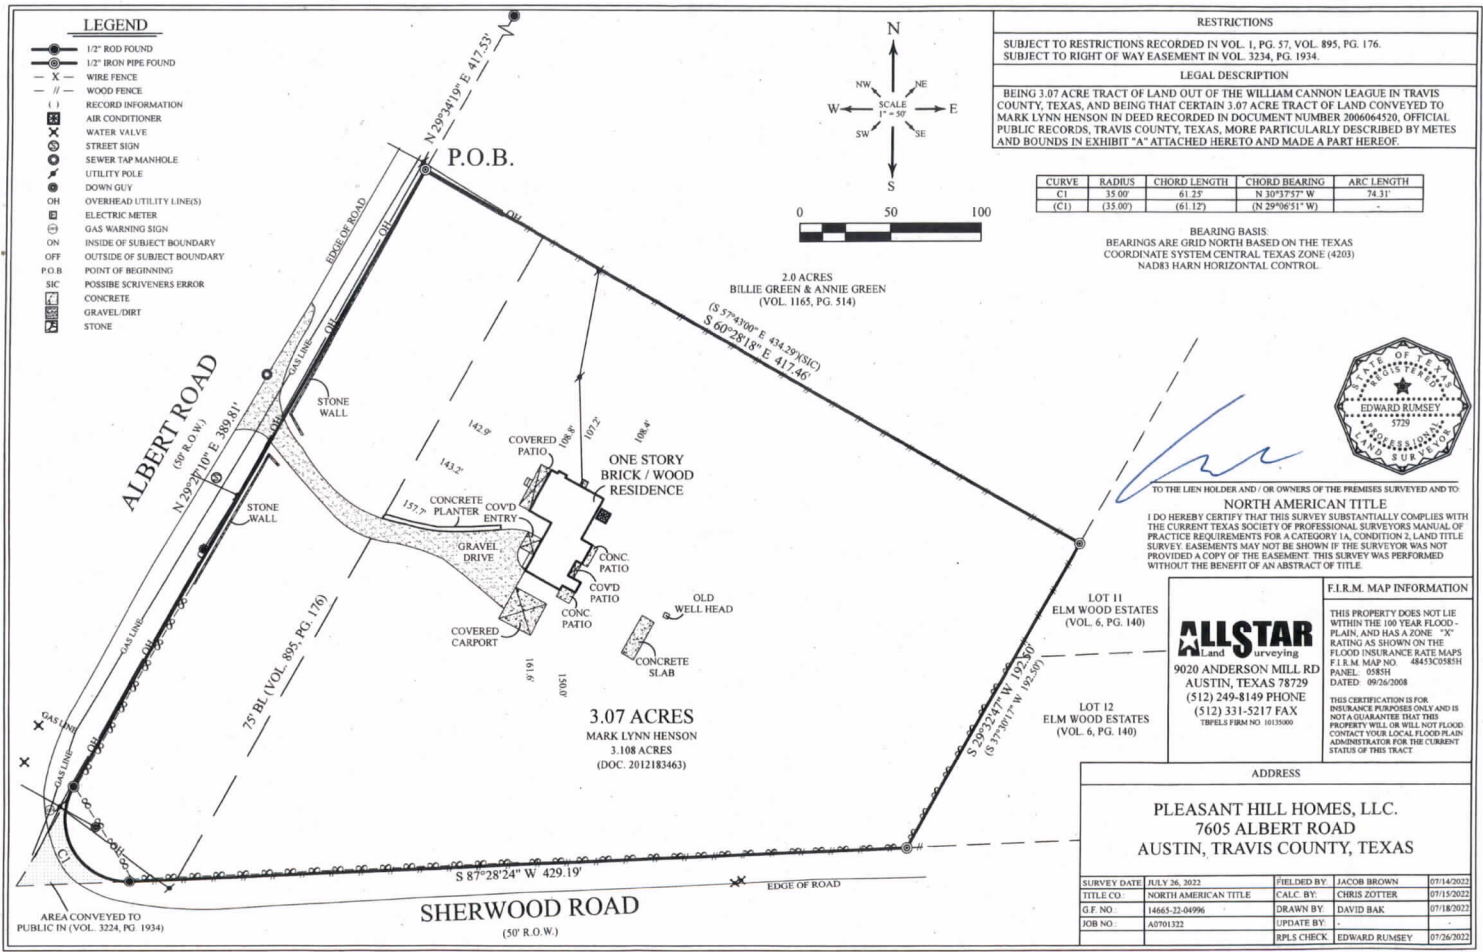 LEGEND
1/2" ROD FOUND
1/2" IRON PIPE FOUND
— X — WIRE FENCE
— // — WOOD FENCE
( ) RECORD INFORMATION
AIR CONDITIONER
WATER VALVE
STREET SIGN
SEWER TAP MANHOLE
UTILITY POLE
DOWN GUY
OH OVERHEAD UTILITY LINE(S)
E ELECTRIC METER
GAS WARNING SIGN
ON INSIDE OF SUBJECT BOUNDARY
OFF OUTSIDE OF SUBJECT BOUNDARY
P.O.B POINT OF BEGINNING
SIC POSSIBE SCRIVENERS ERROR
CONCRETE
GRAVEL/DIRT
STONE
N 29°34'19" E 417.53'
P.O.B.
N
NW NE
W SCALE E
1" = 50'
SW SE
S
0 50 100
RESTRICTIONS
SUBJECT TO RESTRICTIONS RECORDED IN VOL. 1, PG. 57, VOL. 895, PG. 176.
SUBJECT TO RIGHT OF WAY EASEMENT IN VOL. 3234, PG. 1934.
LEGAL DESCRIPTION
BEING 3.07 ACRE TRACT OF LAND OUT OF THE WILLIAM CANNON LEAGUE IN TRAVIS
COUNTY, TEXAS, AND BEING THAT CERTAIN 3.07 ACRE TRACT OF LAND CONVEYED TO
MARK LYNN HENSON IN DEED RECORDED IN DOCUMENT NUMBER 2006064520, OFFICIAL
PUBLIC RECORDS, TRAVIS COUNTY, TEXAS, MORE PARTICULARLY DESCRIBED BY METES
AND BOUNDS IN EXHIBIT "A" ATTACHED HERETO AND MADE A PART HEREOF.
CURVE RADIUS CHORD LENGTH CHORD BEARING ARC LENGTH
C1 35.00' 61.25' N 30°37'57" W 74.31'
(C1) (35.00') (61.12') (N 29°06'51" W) -
BEARING BASIS:
BEARINGS ARE GRID NORTH BASED ON THE TEXAS
COORDINATE SYSTEM CENTRAL TEXAS ZONE (4203)
NAD83 HARN HORIZONTAL CONTROL.
2.0 ACRES
BILLIE GREEN & ANNIE GREEN
(VOL. 1165, PG. 514)
(S 57°43'00" E 434.29')(SIC)
S 60°28'18" E 417.46'
EDGE OF ROAD
OH
OH
OH
OH
GAS LINE
STONE
WALL
ALBERT ROAD
(50' R.O.W.)
N 29°27'10" E 389.81'
STONE
WALL
142.9'
143.2'
157.7'
108.8'
107.2'
108.4'
COVERED
PATIO
ONE STORY
BRICK / WOOD
RESIDENCE
CONCRETE
PLANTER
COV'D
ENTRY
GRAVEL
DRIVE
CONC.
PATIO
COV'D
PATIO
CONC.
PATIO
COVERED
CARPORT
OLD
WELL HEAD
CONCRETE
SLAB
161.6'
150.0'
75' BL (VOL. 895, PG. 176)
OH
GAS LINE
3.07 ACRES
MARK LYNN HENSON
3.108 ACRES
(DOC. 2012183463)
GAS LINE
GAS LINE
OH
OH
C1
S 87°28'24" W 429.19'
EDGE OF ROAD
SHERWOOD ROAD
(50' R.O.W.)
AREA CONVEYED TO
PUBLIC IN (VOL. 3224, PG. 1934)
S 29°32'47" W 192.50'
(S 37°30'17" W 192.50')
LOT 11
ELM WOOD ESTATES
(VOL. 6, PG. 140)
LOT 12
ELM WOOD ESTATES
(VOL. 6, PG. 140)
STATE OF TEXAS
REGISTERED
EDWARD RUMSEY
5729
PROFESSIONAL
LAND SURVEYOR
TO THE LIEN HOLDER AND / OR OWNERS OF THE PREMISES SURVEYED AND TO:
NORTH AMERICAN TITLE
I DO HEREBY CERTIFY THAT THIS SURVEY SUBSTANTIALLY COMPLIES WITH
THE CURRENT TEXAS SOCIETY OF PROFESSIONAL SURVEYORS MANUAL OF
PRACTICE REQUIREMENTS FOR A CATEGORY 1A, CONDITION 2, LAND TITLE
SURVEY. EASEMENTS MAY NOT BE SHOWN IF THE SURVEYOR WAS NOT
PROVIDED A COPY OF THE EASEMENT. THIS SURVEY WAS PERFORMED
WITHOUT THE BENEFIT OF AN ABSTRACT OF TITLE.
ALLSTAR
Land Surveying
9020 ANDERSON MILL RD
AUSTIN, TEXAS 78729
(512) 249-8149 PHONE
(512) 331-5217 FAX
TBPELS FIRM NO. 10135000
F.I.R.M. MAP INFORMATION
THIS PROPERTY DOES NOT LIE
WITHIN THE 100 YEAR FLOOD -
PLAIN, AND HAS A ZONE "X"
RATING AS SHOWN ON THE
FLOOD INSURANCE RATE MAPS
F.I.R.M. MAP NO. 48453C0585H
PANEL: 0585H
DATED: 09/26/2008
THIS CERTIFICATION IS FOR
INSURANCE PURPOSES ONLY AND IS
NOT A GUARANTEE THAT THIS
PROPERTY WILL OR WILL NOT FLOOD.
CONTACT YOUR LOCAL FLOOD PLAIN
ADMINISTRATOR FOR THE CURRENT
STATUS OF THIS TRACT
ADDRESS
PLEASANT HILL HOMES, LLC.
7605 ALBERT ROAD
AUSTIN, TRAVIS COUNTY, TEXAS
SURVEY DATE: JULY 26, 2022 FIELDED BY: JACOB BROWN 07/14/2022
TITLE CO.: NORTH AMERICAN TITLE CALC. BY: CHRIS ZOTTER 07/15/2022
G.F. NO.: 14665-22-04996 DRAWN BY: DAVID BAK 07/18/2022
JOB NO.: A0701322 UPDATE BY: - -
RPLS CHECK EDWARD RUMSEY 07/26/2022